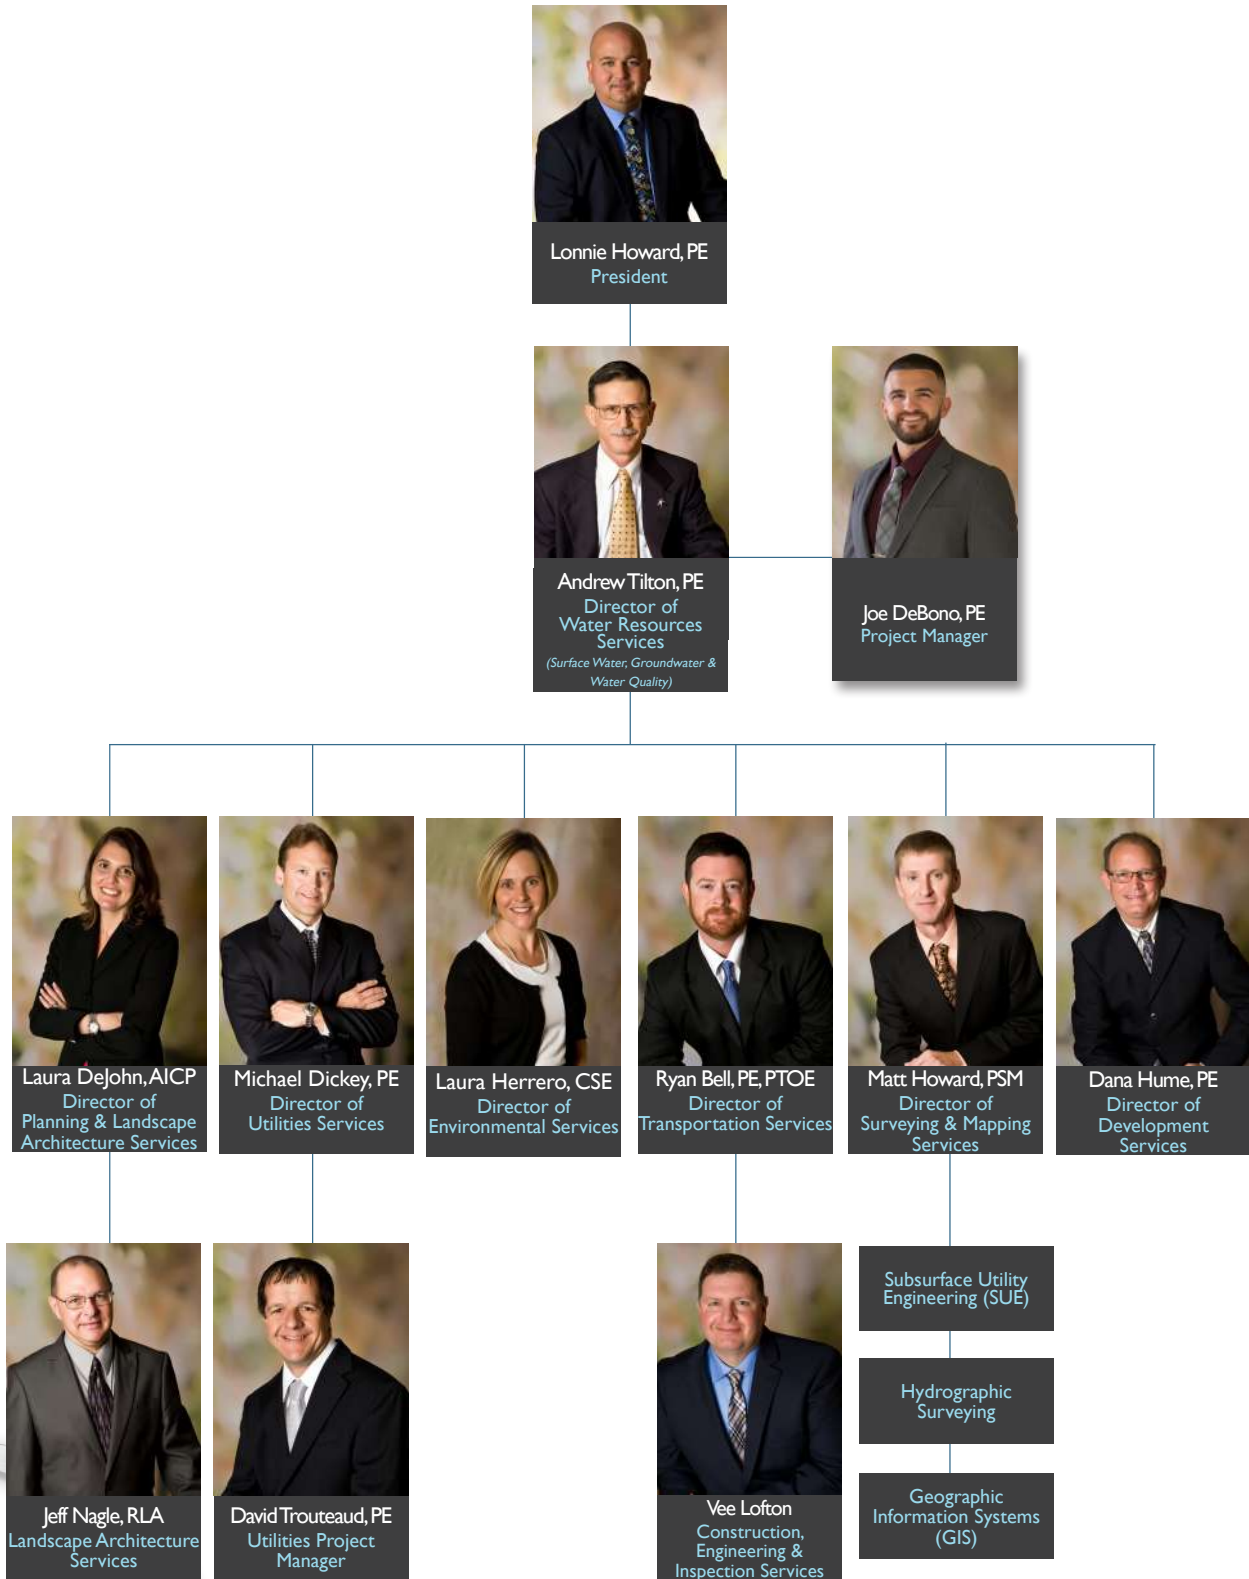 Lonnie Howard, PE
President
Andrew Tilton, PE
Director of
Water Resources
Services
(Surface Water, Groundwater &
Water Quality)
Joe DeBono, PE
Project Manager
Laura DeJohn, AICP
Director of
Planning & Landscape
Architecture Services
Michael Dickey, PE
Director of
Utilities Services
Laura Herrero, CSE
Director of
Environmental Services
Ryan Bell, PE, PTOE
Director of
Transportation Services
Matt Howard, PSM
Director of
Surveying & Mapping
Services
Dana Hume, PE
Director of
Development
Services
Jeff Nagle, RLA
Landscape Architecture
Services
David Trouteaud, PE
Utilities Project
Manager
Vee Lofton
Construction,
Engineering &
Inspection Services
Subsurface Utility
Engineering (SUE)
Hydrographic
Surveying
Geographic
Information Systems
(GIS)